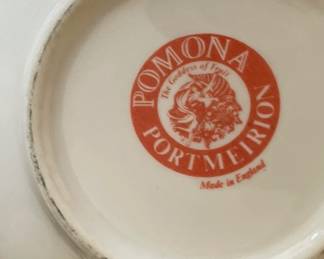 POMONA
The Goddess of Fruit
PORTMEIRION
Made in England